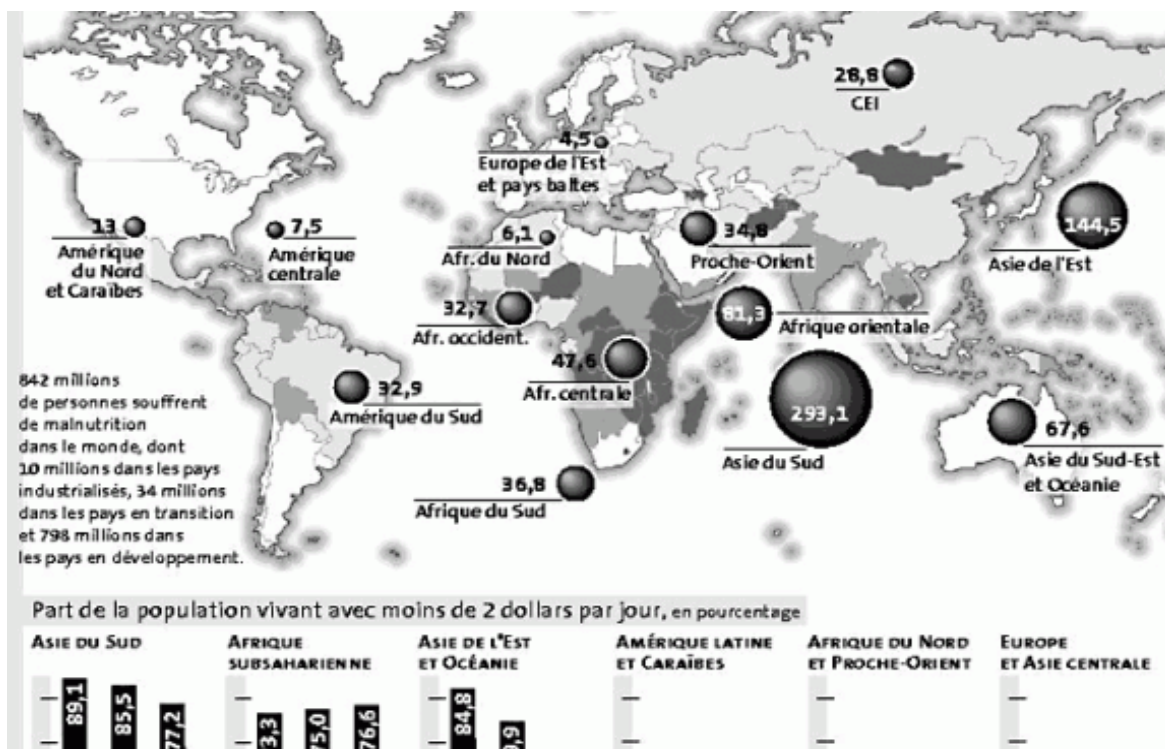 28,8
CEI
4,5
Europe de l'Est
et pays baltes
13
Amérique
du Nord
et Caraïbes
7,5
Amérique
centrale
6,1
Afr. du Nord
34,8
Proche-Orient
144,5
Asie de l'Est
32,7
Afr. occident.
81,3
Afrique orientale
47,6
Afr. centrale
32,9
Amérique du Sud
293,1
Asie du Sud
67,6
Asie du Sud-Est
et Océanie
36,8
Afrique du Sud
842 millions
de personnes souffrent
de malnutrition
dans le monde, dont
10 millions dans les pays
industrialisés, 34 millions
dans les pays en transition
et 798 millions dans
les pays en développement.
Part de la population vivant avec moins de 2 dollars par jour, en pourcentage
ASIE DU SUD
89,1
85,5
77,2
AFRIQUE
SUBSAHARIENNE
3,3
75,0
76,6
ASIE DE L'EST
ET OCÉANIE
84,8
9,9
AMÉRIQUE LATINE
ET CARAÏBES
AFRIQUE DU NORD
ET PROCHE-ORIENT
EUROPE
ET ASIE CENTRALE